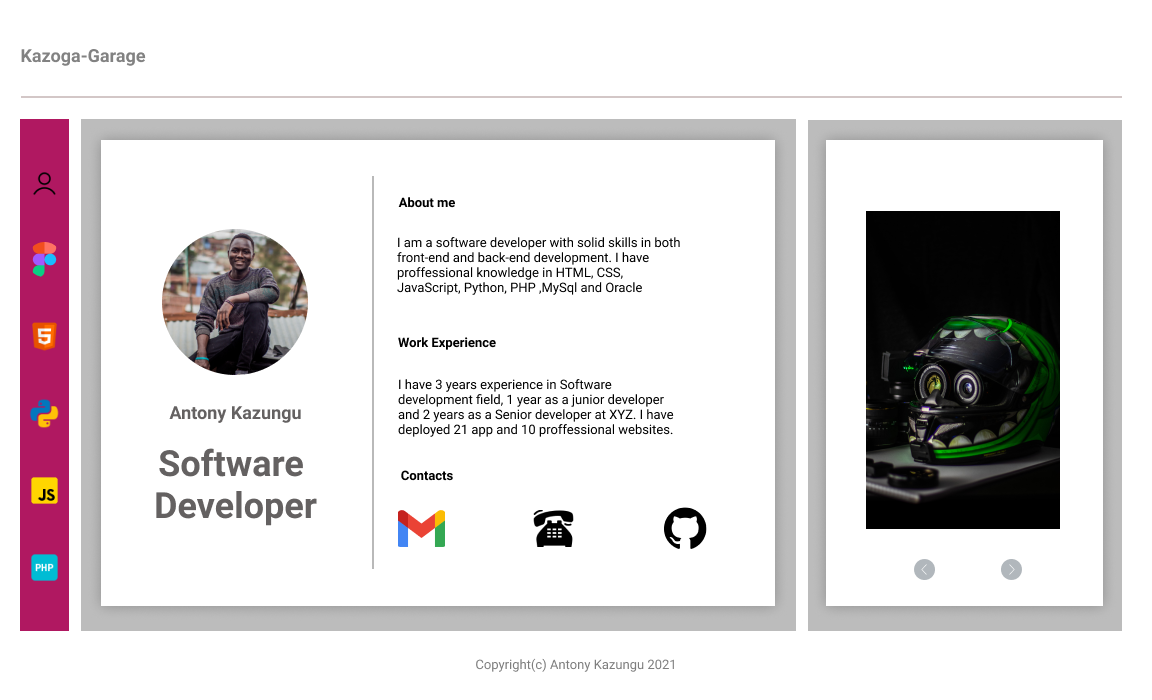 Kazoga-Garage
5
JS
PHP
Antony Kazungu
Software
Developer
About me
I am a software developer with solid skills in both
front-end and back-end development. I have
proffessional knowledge in HTML, CSS,
JavaScript, Python, PHP ,MySql and Oracle
Work Experience
I have 3 years experience in Software
development field, 1 year as a junior developer
and 2 years as a Senior developer at XYZ. I have
deployed 21 app and 10 proffessional websites.
Contacts
Copyright(c) Antony Kazungu 2021